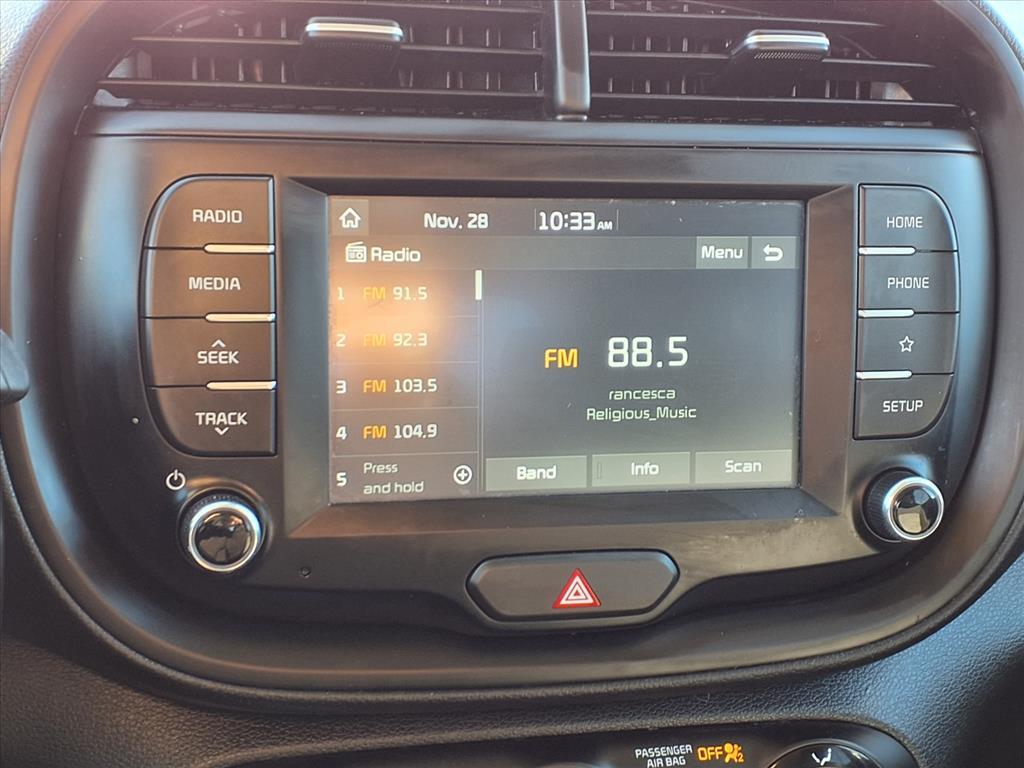 RADIO
MEDIA
SEEK
TRACK
Nov. 28 10:33 AM
Radio
Menu
1 FM 91.5
2 FM 92.3
3 FM 103.5
4 FM 104.9
5 Press
and hold
FM 88.5
rancesca
Religious_Music
Band Info Scan
HOME
PHONE
SETUP
PASSENGER
AIR BAG
OFF
2